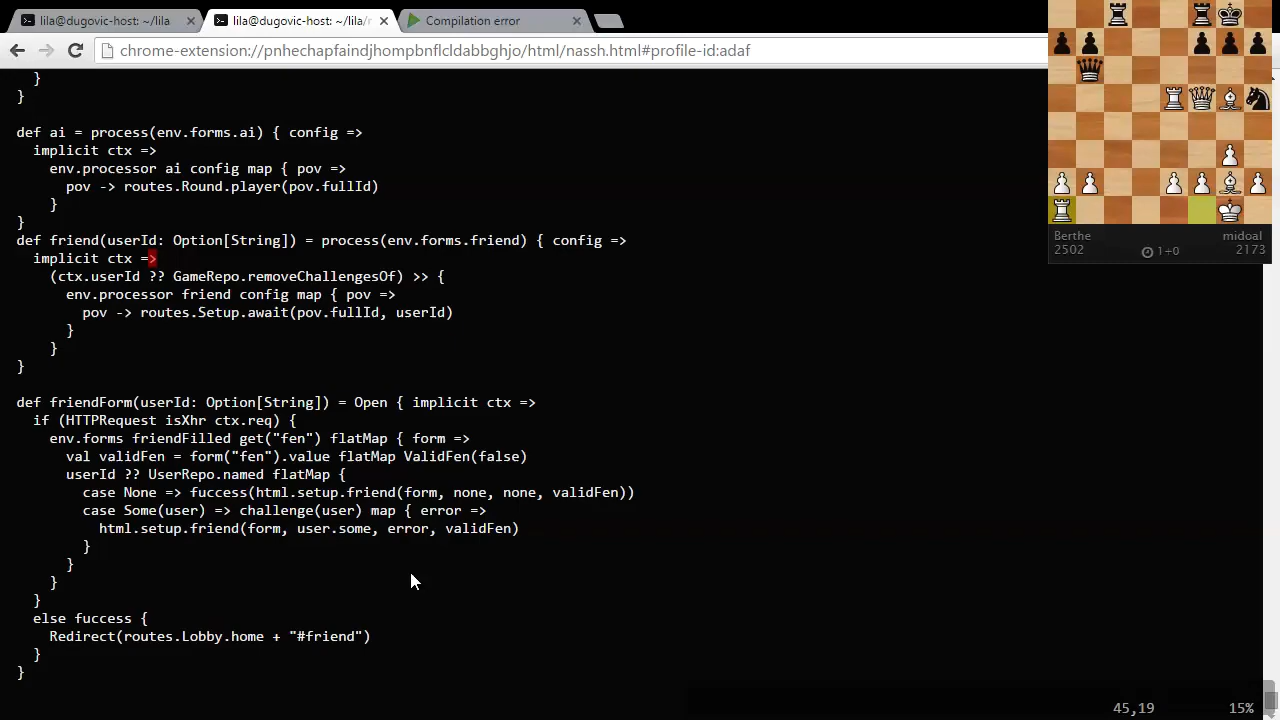 lila@dugovic-host: ~/lila
lila@dugovic-host: ~/lila/r
Compilation error
chrome-extension://pnhechapfaindjhompbnflcldabbghjo/html/nassh.html#profile-id:adaf
    }
}
def ai = process(env.forms.ai) { config =>
  implicit ctx =>
    env.processor ai config map { pov =>
      pov -> routes.Round.player(pov.fullId)
    }
}
def friend(userId: Option[String]) = process(env.forms.friend) { config =>
  implicit ctx =>
    (ctx.userId ?? GameRepo.removeChallengesOf) >> {
      env.processor friend config map { pov =>
        pov -> routes.Setup.await(pov.fullId, userId)
      }
    }
}
def friendForm(userId: Option[String]) = Open { implicit ctx =>
  if (HTTPRequest isXhr ctx.req) {
    env.forms friendFilled get("fen") flatMap { form =>
      val validFen = form("fen").value flatMap ValidFen(false)
      userId ?? UserRepo.named flatMap {
        case None => fuccess(html.setup.friend(form, none, none, validFen))
        case Some(user) => challenge(user) map { error =>
          html.setup.friend(form, user.some, error, validFen)
        }
      }
    }
  }
  else fuccess {
    Redirect(routes.Lobby.home + "#friend")
  }
}
45,19 15%
Berthe midoal
2502 1+0 2173